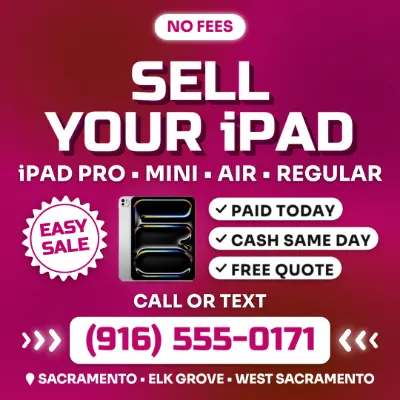 NO FEES
SELL
YOUR iPAD
iPAD PRO • MINI • AIR • REGULAR
EASY
SALE
PAID TODAY
CASH SAME DAY
FREE QUOTE
CALL OR TEXT
(916) 555-0171
SACRAMENTO • ELK GROVE • WEST SACRAMENTO